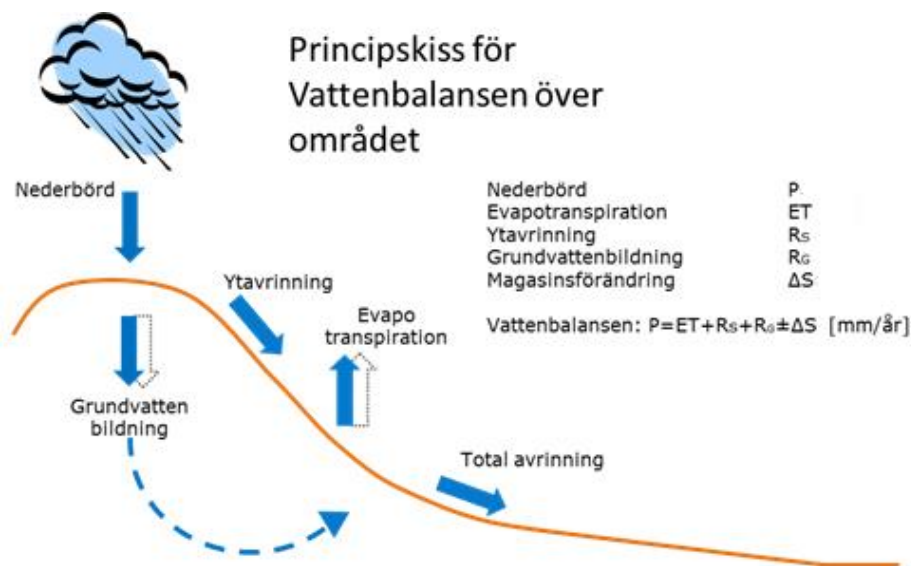 Principskiss för
Vattenbalansen över
området
Nederbörd
Nederbörd P
Evapotranspiration ET
Ytavrinning Rs
Grundvattenbildning RG
Magasinsförändring ΔS
Vattenbalansen: P=ET+Rs+RG±ΔS [mm/år]
Ytavrinning
Evapo
transpiration
Grundvatten
bildning
Total avrinning